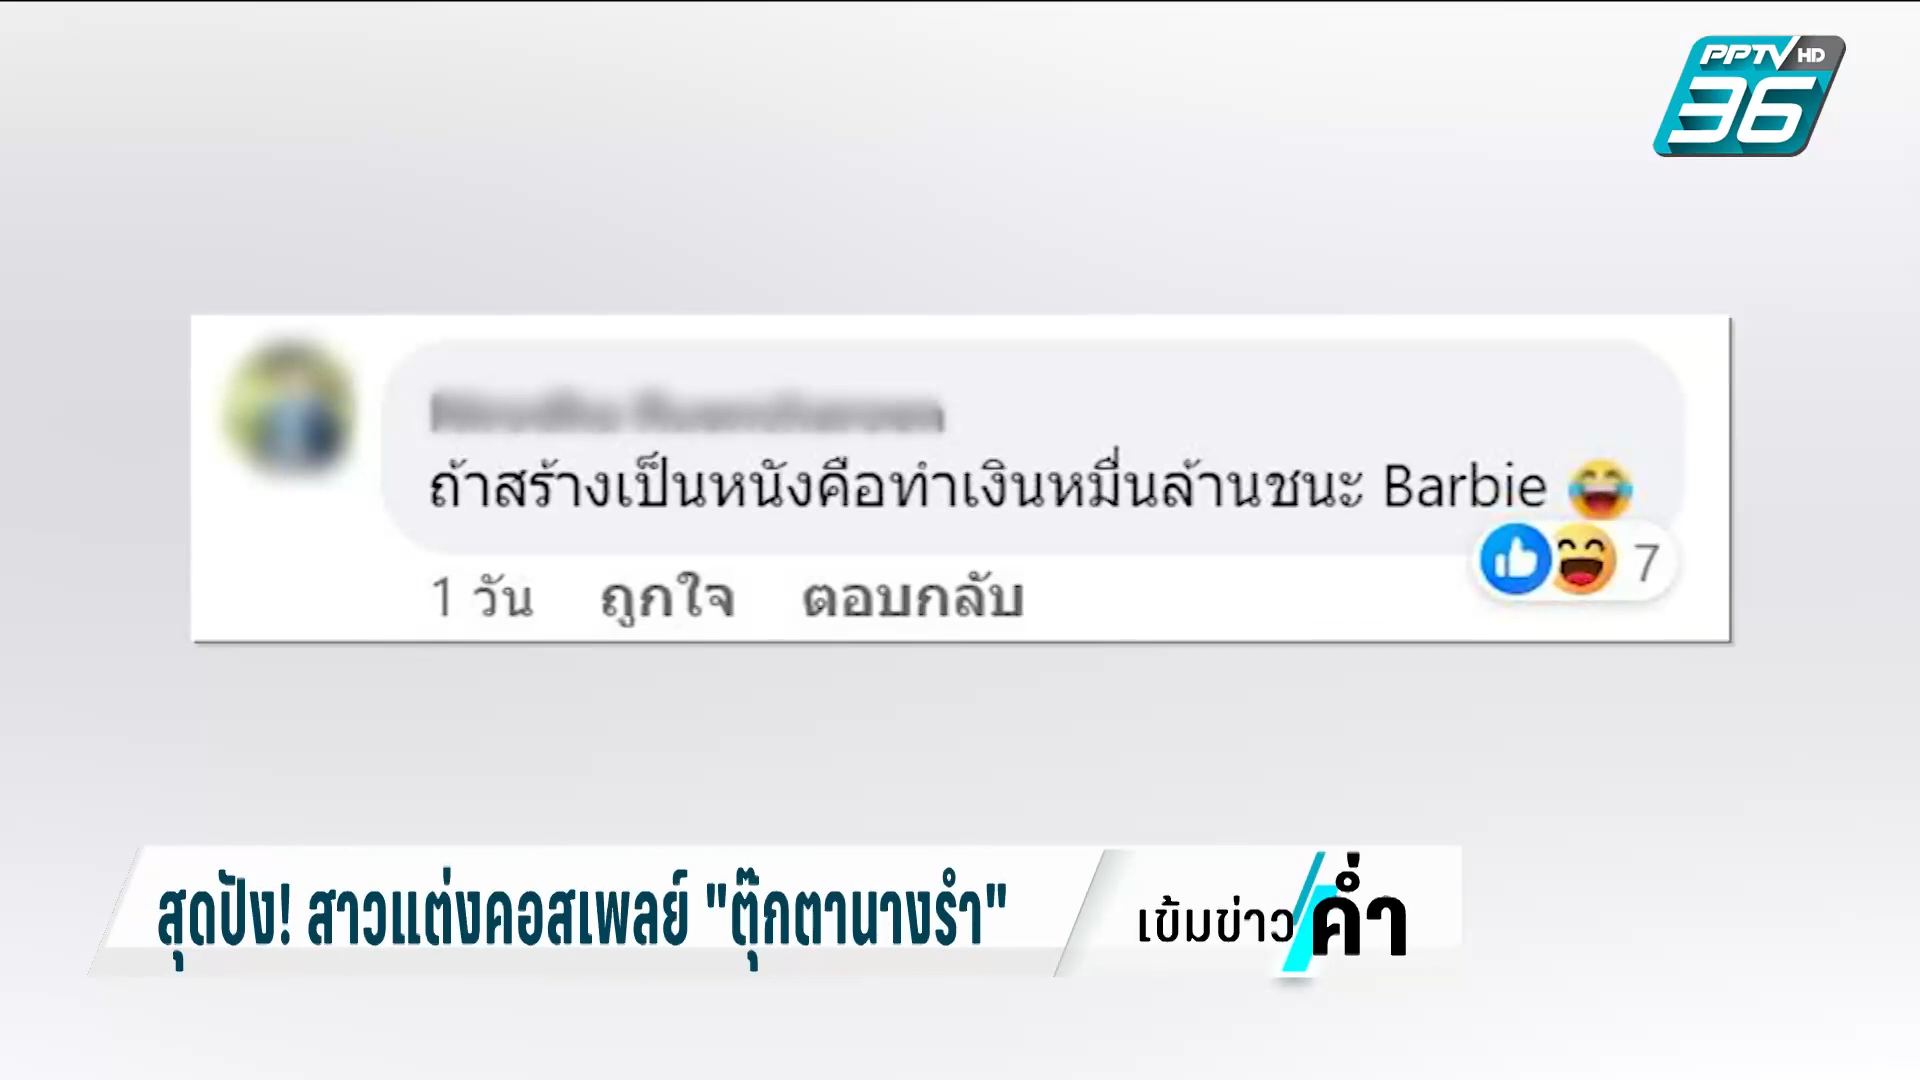 PPTV HD
36
ถ้าสร้างเป็นหนังคือทำเงินหมื่นล้านชนะ Barbie 😂
7
1 วัน ถูกใจ ตอบกลับ
สุดปัง! สาวแต่งคอสเพลย์ "ตุ๊กตานางรำ"
เข้มข่าวค่ำ